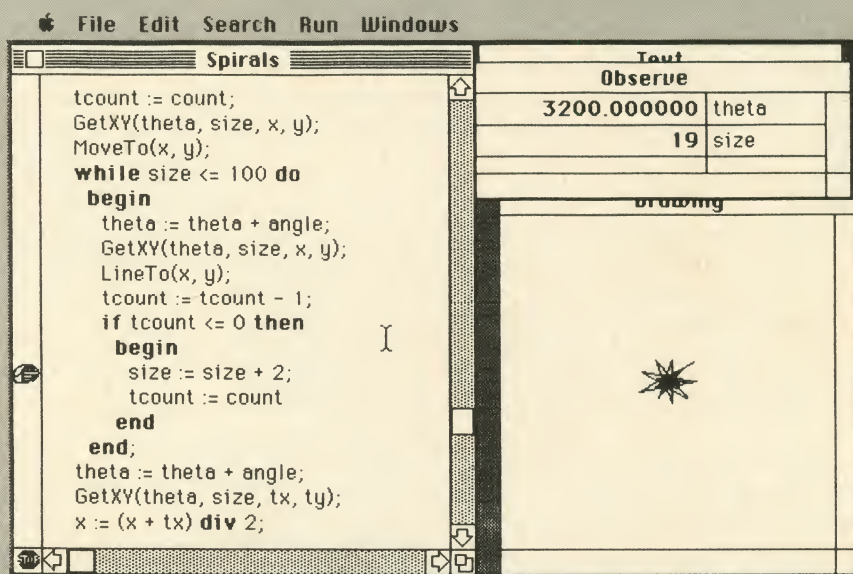 File Edit Search Run Windows
Spirals
tcount := count;
GetXY(theta, size, x, y);
MoveTo(x, y);
while size <= 100 do
begin
theta := theta + angle;
GetXY(theta, size, x, y);
LineTo(x, y);
tcount := tcount - 1;
if tcount <= 0 then
begin
size := size + 2;
tcount := count
end
end;
theta := theta + angle;
GetXY(theta, size, tx, ty);
x := (x + tx) div 2;
Text
Observe
3200.000000 theta
19 size
Drawing